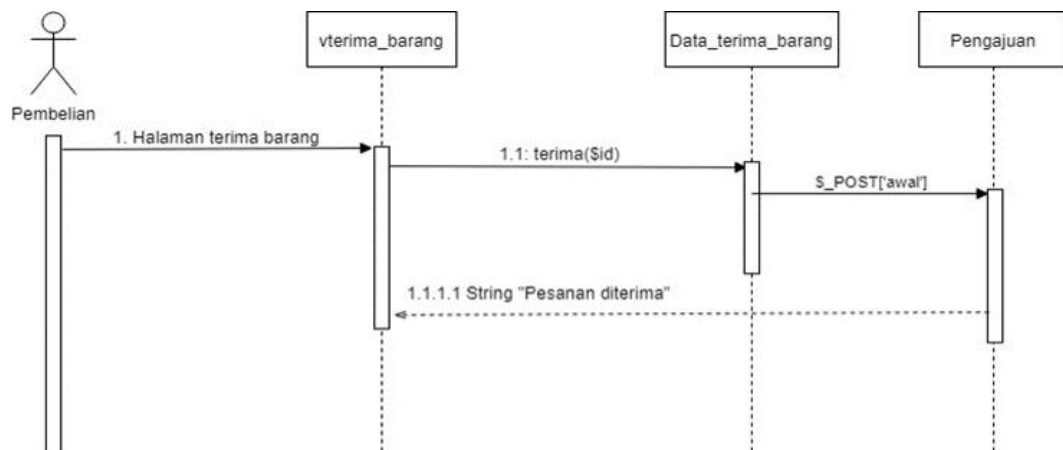 vterima_barang
Data_terima_barang
Pengajuan
Pembelian
1. Halaman terima barang
1.1: terima($id)
$_POST['awal']
1.1.1.1 String "Pesanan diterima"